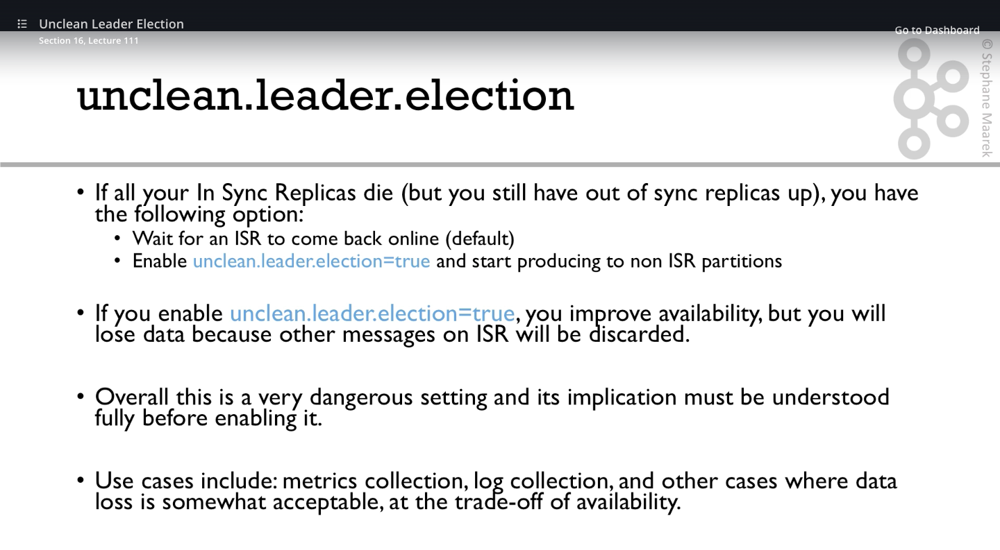 Unclean Leader Election
Section 16, Lecture 111
Go to Dashboard
© Stephane Maarek
unclean.leader.election
• If all your In Sync Replicas die (but you still have out of sync replicas up), you have
the following option:
• Wait for an ISR to come back online (default)
• Enable unclean.leader.election=true and start producing to non ISR partitions
• If you enable unclean.leader.election=true, you improve availability, but you will
lose data because other messages on ISR will be discarded.
• Overall this is a very dangerous setting and its implication must be understood
fully before enabling it.
• Use cases include: metrics collection, log collection, and other cases where data
loss is somewhat acceptable, at the trade-off of availability.